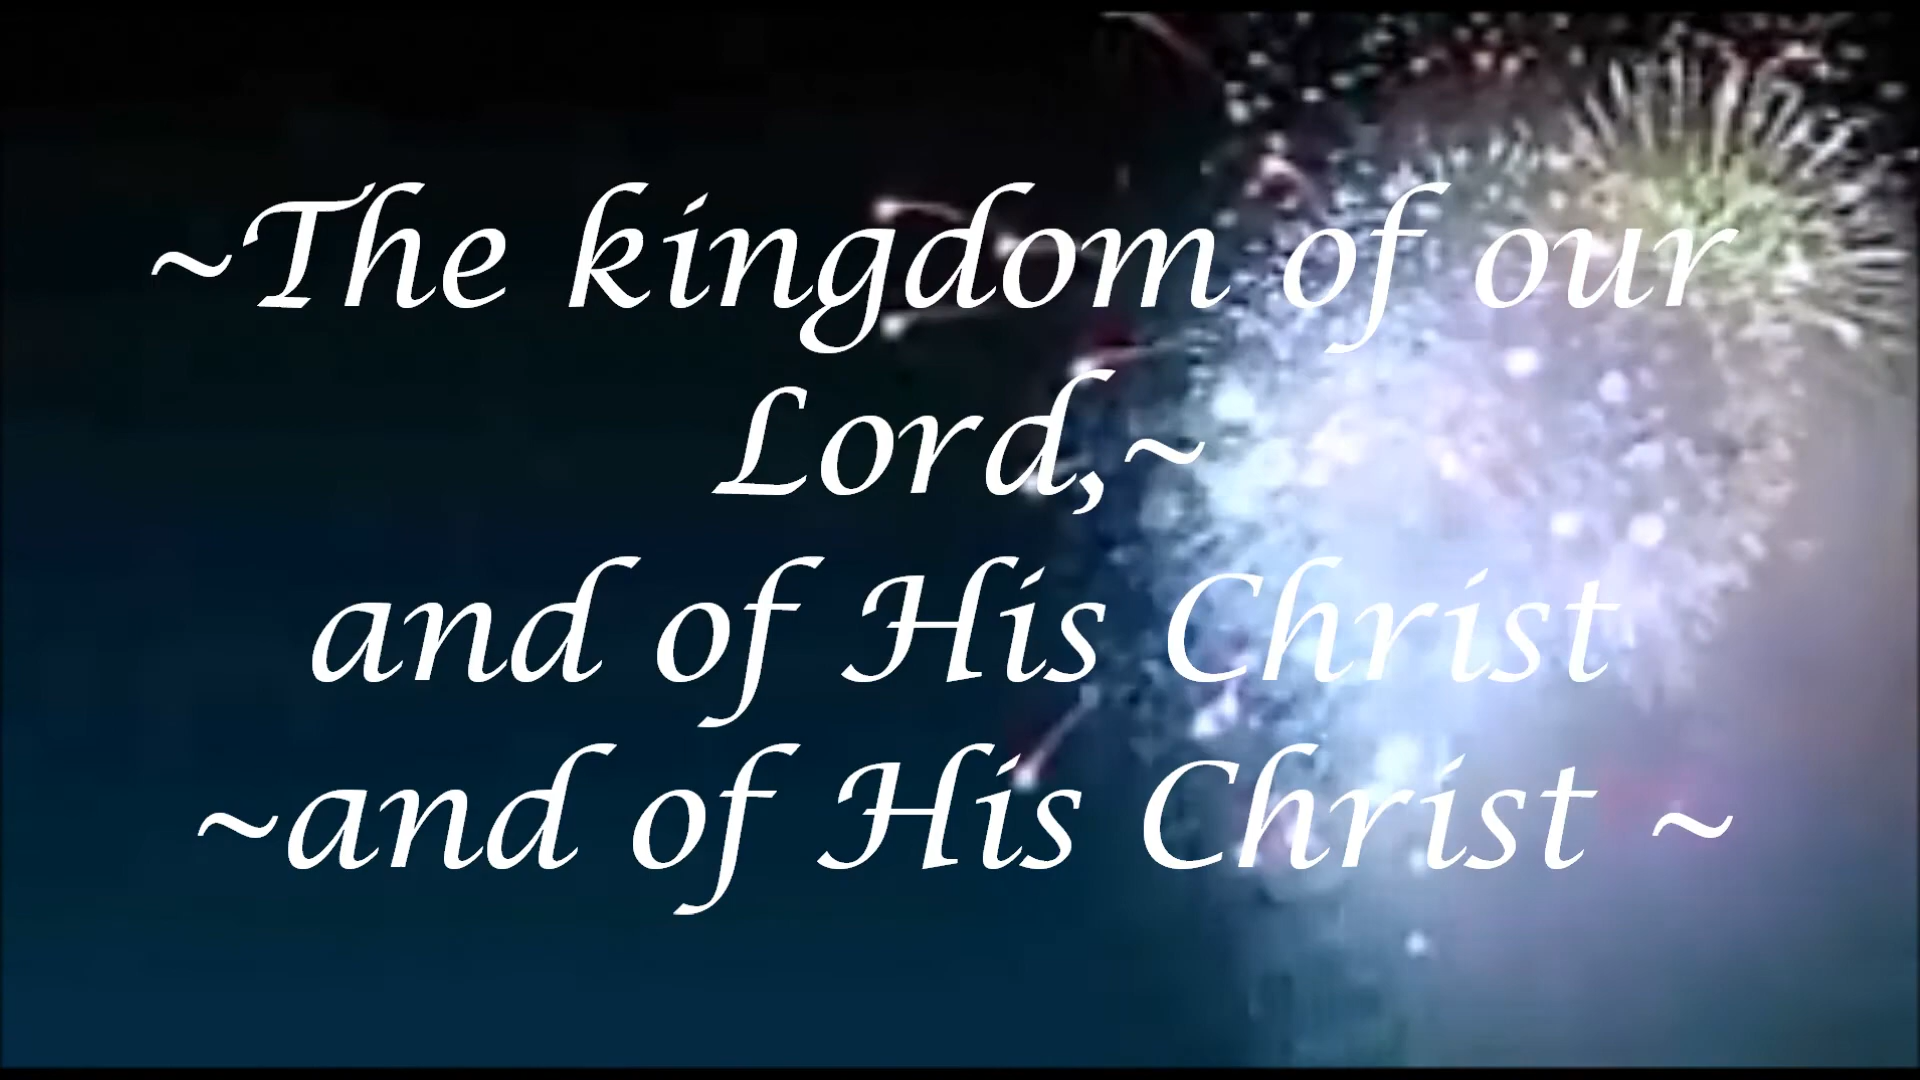 ~The kingdom of our
Lord,~
and of His Christ
~and of His Christ ~